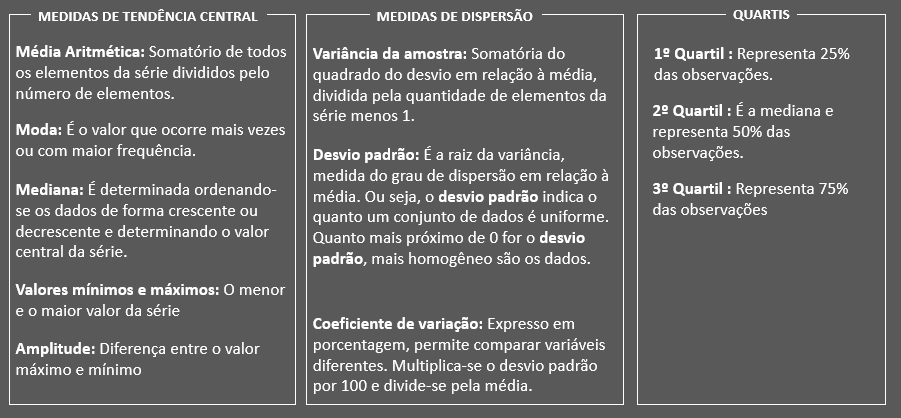 MEDIDAS DE TENDÊNCIA CENTRAL
Média Aritmética: Somatório de todos
os elementos da série divididos pelo
número de elementos.
Moda: É o valor que ocorre mais vezes
ou com maior frequência.
Mediana: É determinada ordenando-
se os dados de forma crescente ou
decrescente e determinando o valor
central da série.
Valores mínimos e máximos: O menor
e o maior valor da série
Amplitude: Diferença entre o valor
máximo e mínimo
MEDIDAS DE DISPERSÃO
Variância da amostra: Somatória do
quadrado do desvio em relação à média,
dividida pela quantidade de elementos da
série menos 1.
Desvio padrão: É a raiz da variância,
medida do grau de dispersão em relação à
média. Ou seja, o desvio padrão indica o
quanto um conjunto de dados é uniforme.
Quanto mais próximo de 0 for o desvio
padrão, mais homogêneo são os dados.
Coeficiente de variação: Expresso em
porcentagem, permite comparar variáveis
diferentes. Multiplica-se o desvio padrão
por 100 e divide-se pela média.
QUARTIS
1º Quartil : Representa 25%
das observações.
2º Quartil : É a mediana e
representa 50% das
observações.
3º Quartil : Representa 75%
das observações